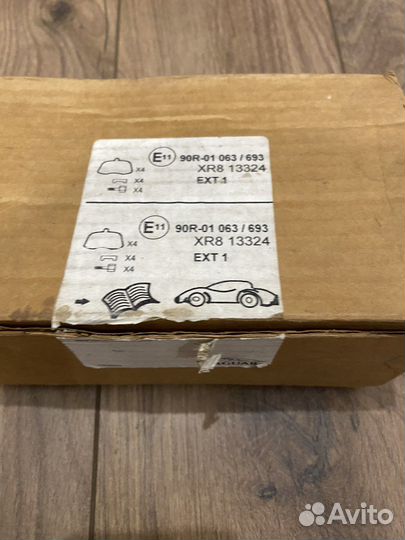 E11 90R-01 063 / 693
X4 XR8 13324
X4 EXT 1
X4
E11 90R-01 063 / 693
X4 XR8 13324
X4 EXT 1
X4
Avito